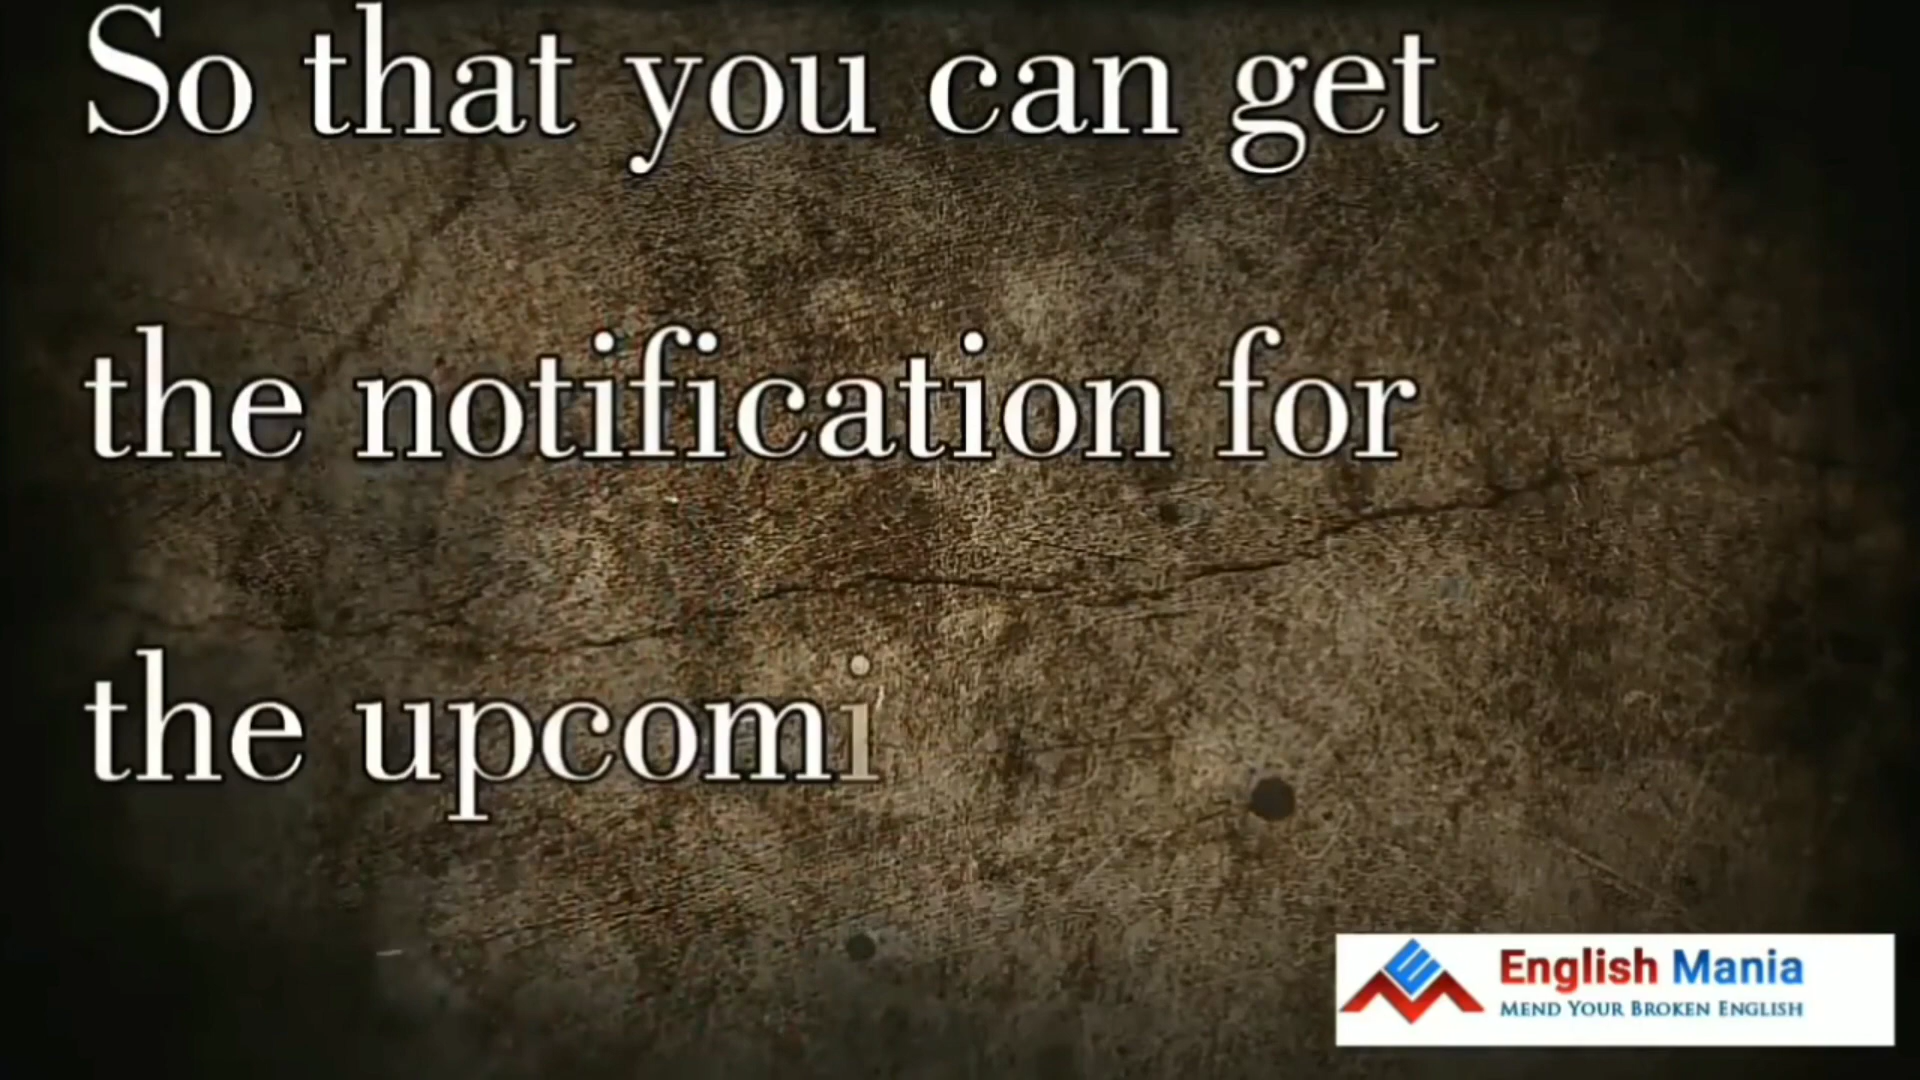 So that you can get
the notification for
the upcomi
English Mania
MEND YOUR BROKEN ENGLISH